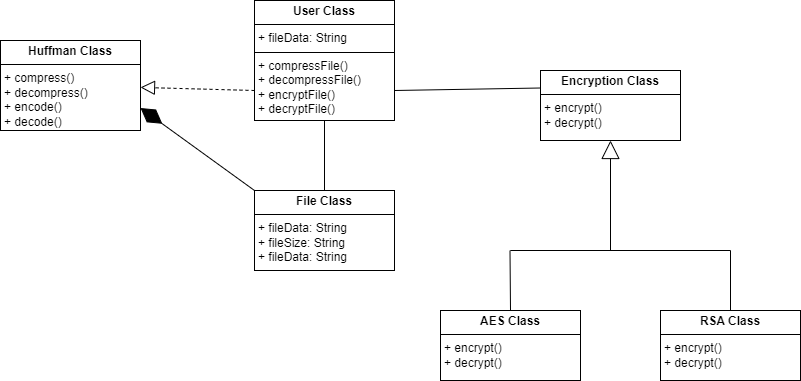 User Class
+ fileData: String
+ compressFile()
+ decompressFile()
+ encryptFile()
+ decryptFile()
Huffman Class
+ compress()
+ decompress()
+ encode()
+ decode()
Encryption Class
+ encrypt()
+ decrypt()
File Class
+ fileData: String
+ fileSize: String
+ fileData: String
AES Class
+ encrypt()
+ decrypt()
RSA Class
+ encrypt()
+ decrypt()